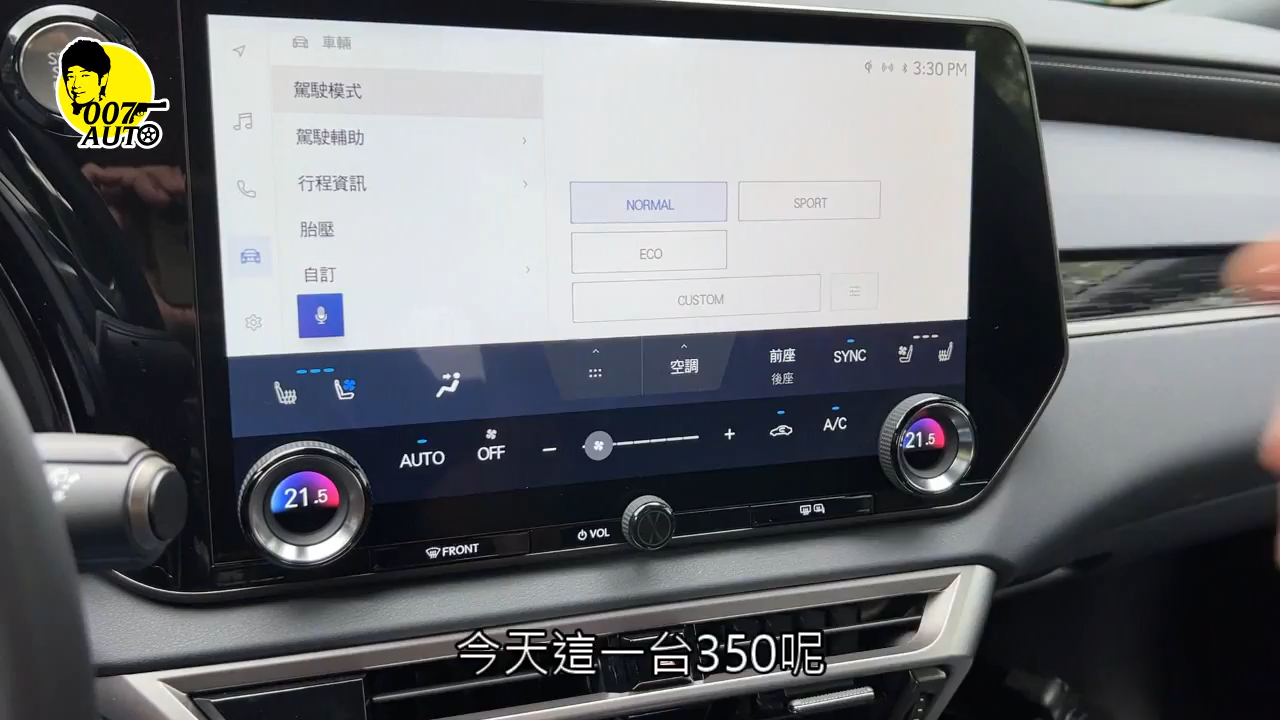 007
AUTO
車輛
3:30 PM
駕駛模式
駕駛輔助
行程資訊
胎壓
自訂
NORMAL
SPORT
ECO
CUSTOM
空調
前座
後座
SYNC
AUTO
OFF
A/C
21.5
21.5
FRONT
VOL
今天這一台350呢